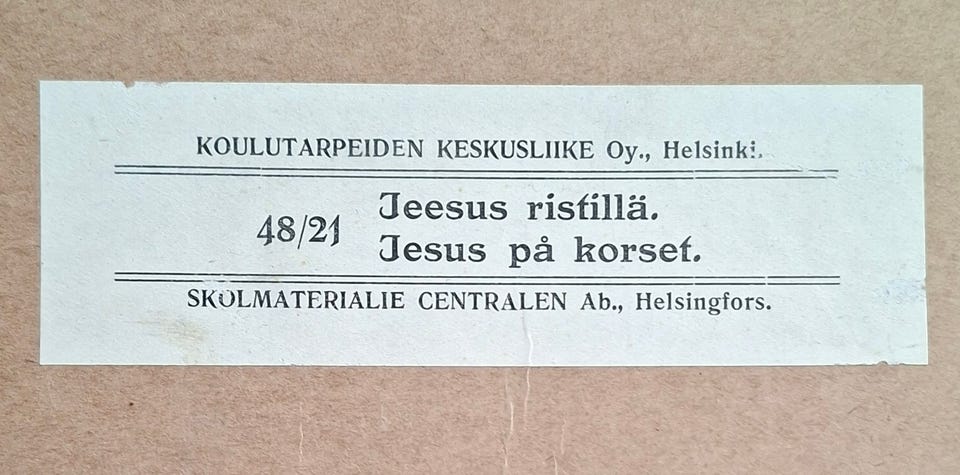 KOULUTARPEIDEN KESKUSLIIKE Oy., Helsinki.
48/21 Jeesus ristillä.
Jesus på korset.
SKOLMATERIALIE CENTRALEN Ab., Helsingfors.